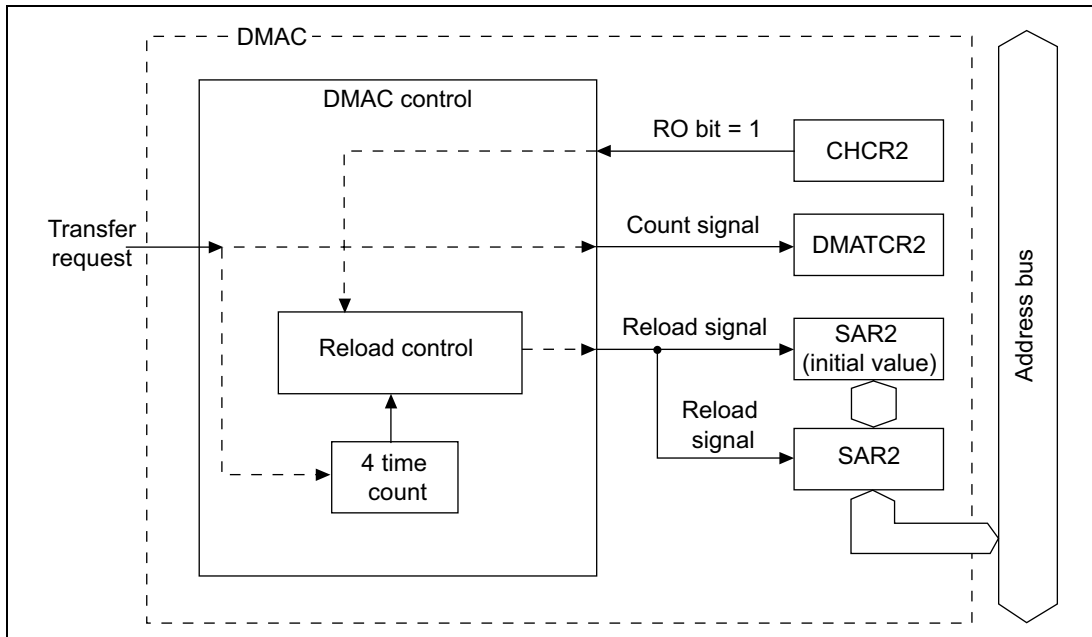 DMAC
DMAC control
RO bit = 1
CHCR2
Transfer
request
Count signal
DMATCR2
Reload control
Reload signal
SAR2
(initial value)
Reload
signal
SAR2
4 time
count
Address bus